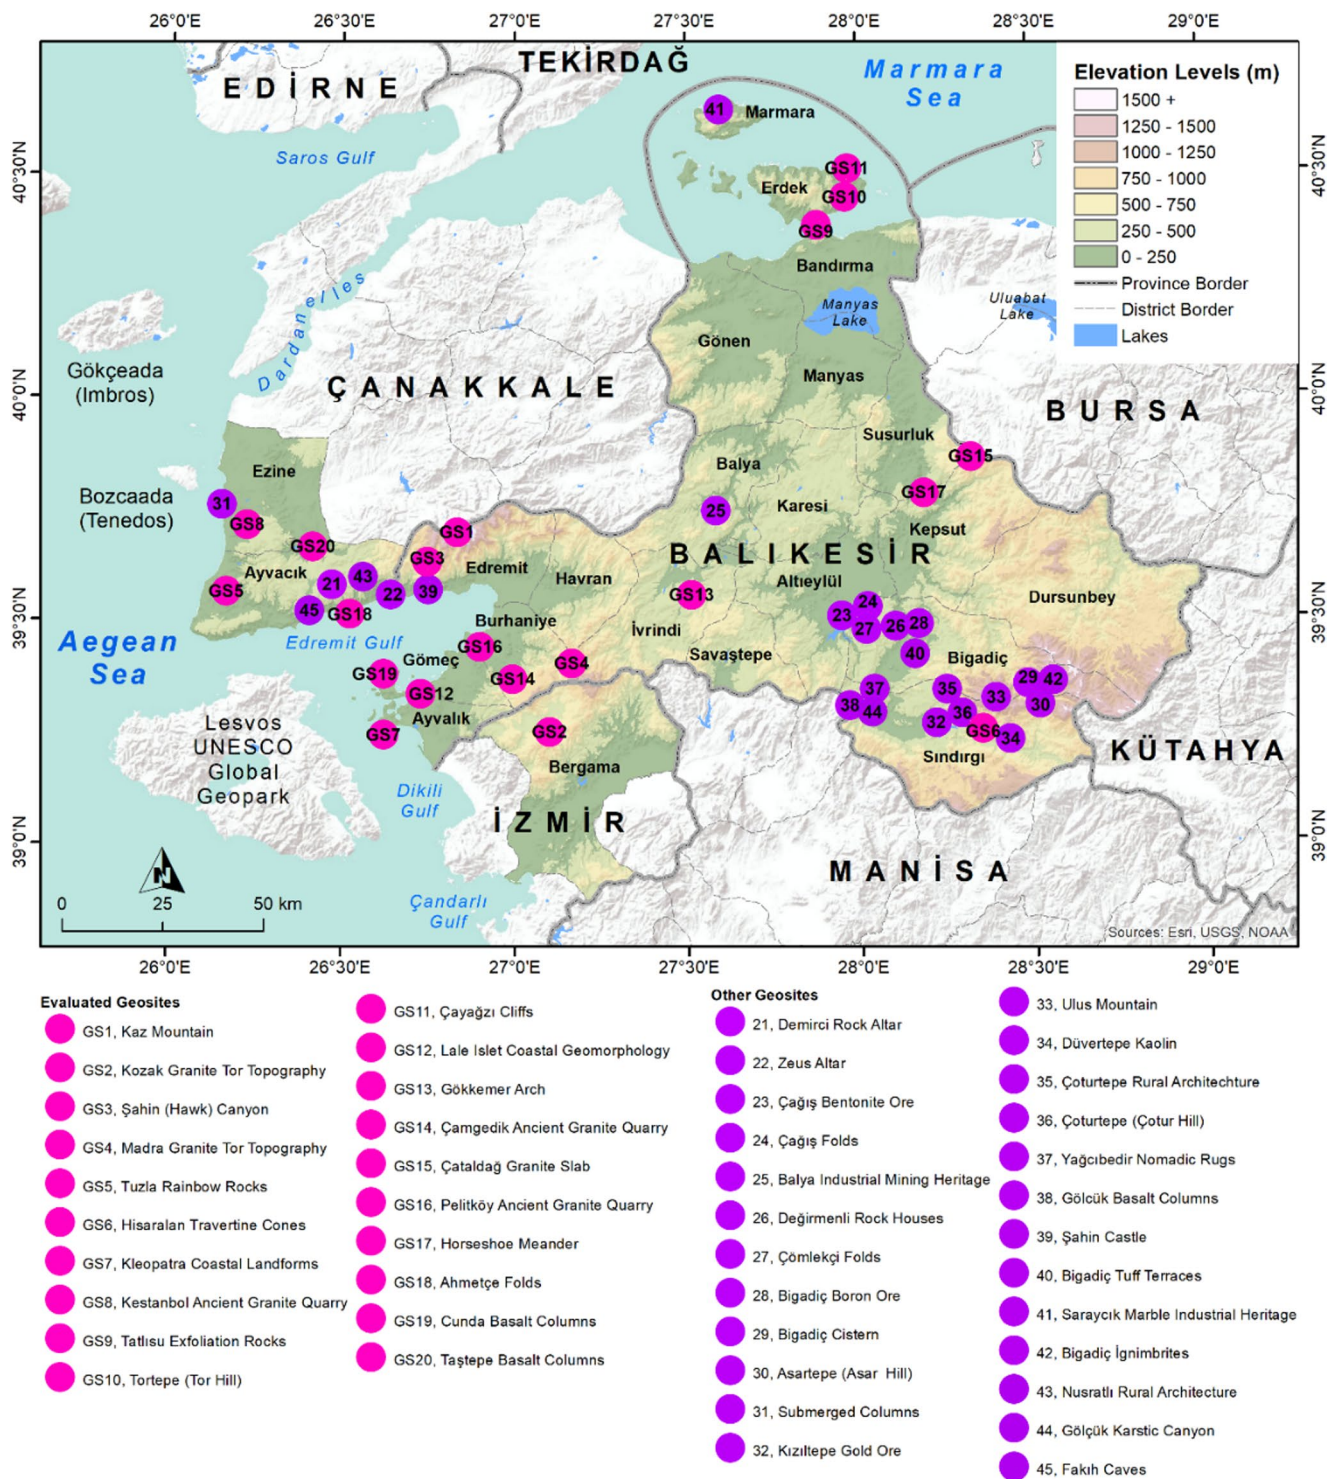 26°0'E 26°30'E 27°0'E 27°30'E 28°0'E 28°30'E 29°0'E
EDİRNE
TEKİRDAĞ
Marmara
Sea
Elevation Levels (m)
1500 +
1250 - 1500
1000 - 1250
750 - 1000
500 - 750
250 - 500
0 - 250
Province Border
District Border
Lakes
41
Marmara
Saros Gulf
40°30'N
40°30'N
GS11
Erdek
GS10
GS9
Bandırma
Dardanelles
Manyas
Lake
Uluabat
Lake
Gönen
Gökçeada
(Imbros)
ÇANAKKALE
Manyas
40°0'N
40°0'N
BURSA
Susurluk
GS15
Ezine
Balya
Bozcaada
(Tenedos)
31
GS8
25
Karesi
GS17
Kepsut
GS1
GS20
GS3
BALIKESİR
Edremit
Ayvacık
43
21
22
39
Havran
Altıeylül
GS5
45
GS18
GS13
24
23
26
28
27
Dursunbey
39°30'N
39°30'N
Burhaniye
İvrindi
Aegean
Sea
Edremit Gulf
GS16
Savaştepe
40
Bigadiç
Gömeç
GS4
GS19
GS14
GS12
29
42
37
35
33
30
38
44
36
32
GS6
34
Ayvalık
GS7
GS2
Lesvos
UNESCO
Global
Geopark
Sındırgı
KÜTAHYA
Bergama
Dikili
Gulf
İZMİR
39°0'N
39°0'N
MANİSA
N
0 25 50 km
Çandarlı
Gulf
Sources: Esri, USGS, NOAA
26°0'E 26°30'E 27°0'E 27°30'E 28°0'E 28°30'E 29°0'E
Evaluated Geosites
GS1, Kaz Mountain
GS2, Kozak Granite Tor Topography
GS3, Şahin (Hawk) Canyon
GS4, Madra Granite Tor Topography
GS5, Tuzla Rainbow Rocks
GS6, Hisaralan Travertine Cones
GS7, Kleopatra Coastal Landforms
GS8, Kestanbol Ancient Granite Quarry
GS9, Tatlısu Exfoliation Rocks
GS10, Tortepe (Tor Hill)
GS11, Çayağzı Cliffs
GS12, Lale Islet Coastal Geomorphology
GS13, Gökkemer Arch
GS14, Çamgedik Ancient Granite Quarry
GS15, Çataldağ Granite Slab
GS16, Pelitköy Ancient Granite Quarry
GS17, Horseshoe Meander
GS18, Ahmetçe Folds
GS19, Cunda Basalt Columns
GS20, Taştepe Basalt Columns
Other Geosites
21, Demirci Rock Altar
22, Zeus Altar
23, Çağış Bentonite Ore
24, Çağış Folds
25, Balya Industrial Mining Heritage
26, Değirmenli Rock Houses
27, Çömlekçi Folds
28, Bigadiç Boron Ore
29, Bigadiç Cistern
30, Asartepe (Asar Hill)
31, Submerged Columns
32, Kızıltepe Gold Ore
33, Ulus Mountain
34, Düvertepe Kaolin
35, Çoturtepe Rural Architechture
36, Çoturtepe (Çotur Hill)
37, Yağcıbedir Nomadic Rugs
38, Gölcük Basalt Columns
39, Şahin Castle
40, Bigadiç Tuff Terraces
41, Saraycık Marble Industrial Heritage
42, Bigadiç İgnimbrites
43, Nusratlı Rural Architecture
44, Gölçük Karstic Canyon
45, Fakıh Caves